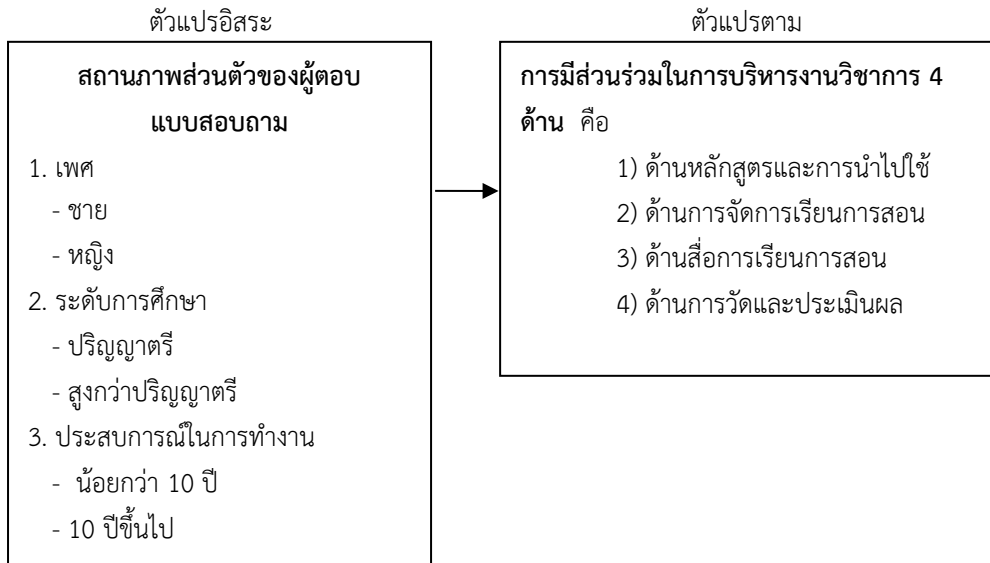 ตัวแปรอิสระ
สถานภาพส่วนตัวของผู้ตอบ
แบบสอบถาม
1. เพศ
- ชาย
- หญิง
2. ระดับการศึกษา
- ปริญญาตรี
- สูงกว่าปริญญาตรี
3. ประสบการณ์ในการทำงาน
- น้อยกว่า 10 ปี
- 10 ปีขึ้นไป
ตัวแปรตาม
การมีส่วนร่วมในการบริหารงานวิชาการ 4
ด้าน คือ
1) ด้านหลักสูตรและการนำไปใช้
2) ด้านการจัดการเรียนการสอน
3) ด้านสื่อการเรียนการสอน
4) ด้านการวัดและประเมินผล